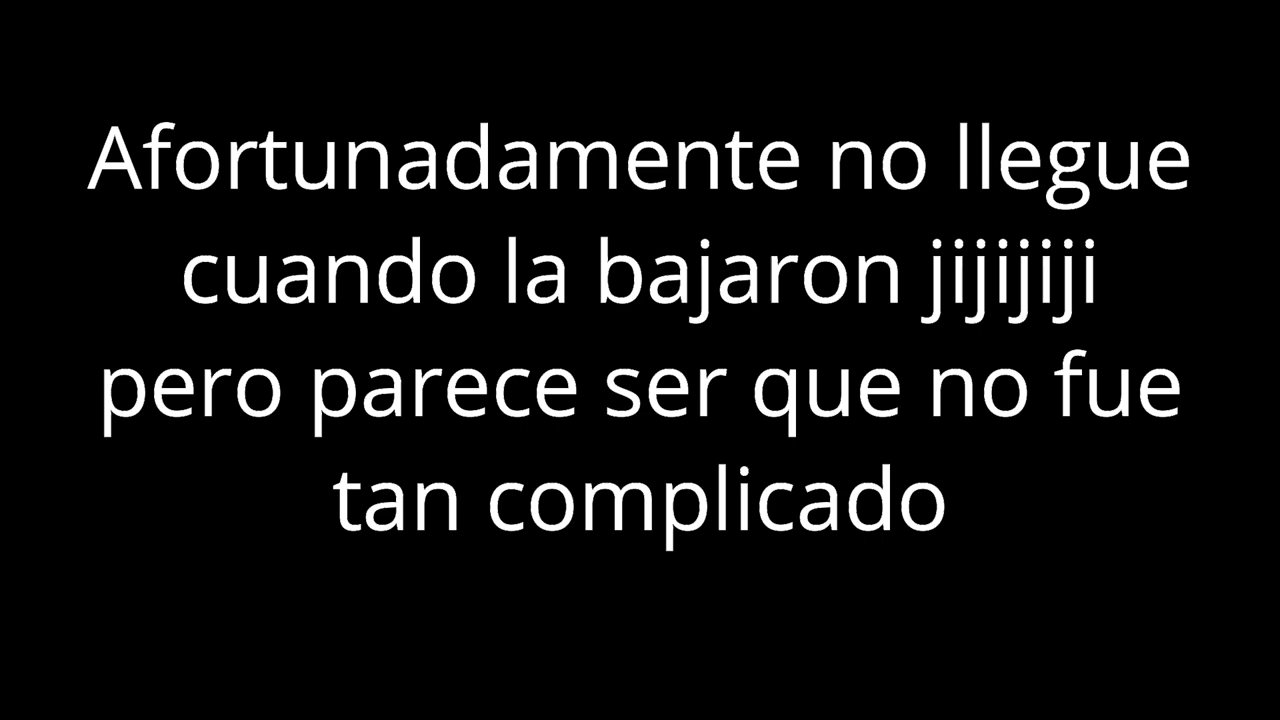 Afortunadamente no llegue
cuando la bajaron jijijiji
pero parece ser que no fue
tan complicado